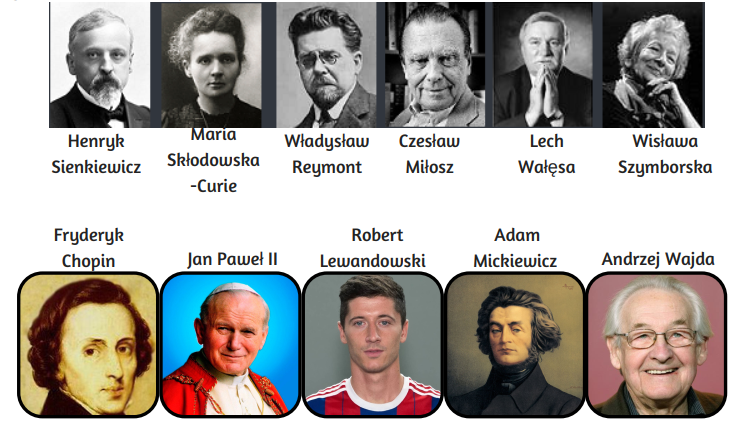 Henryk
Sienkiewicz
Maria
Skłodowska
-Curie
Władysław
Reymont
Czesław
Miłosz
Lech
Wałęsa
Wisława
Szymborska
Fryderyk
Chopin
Jan Paweł II
Robert
Lewandowski
Adam
Mickiewicz
Andrzej Wajda